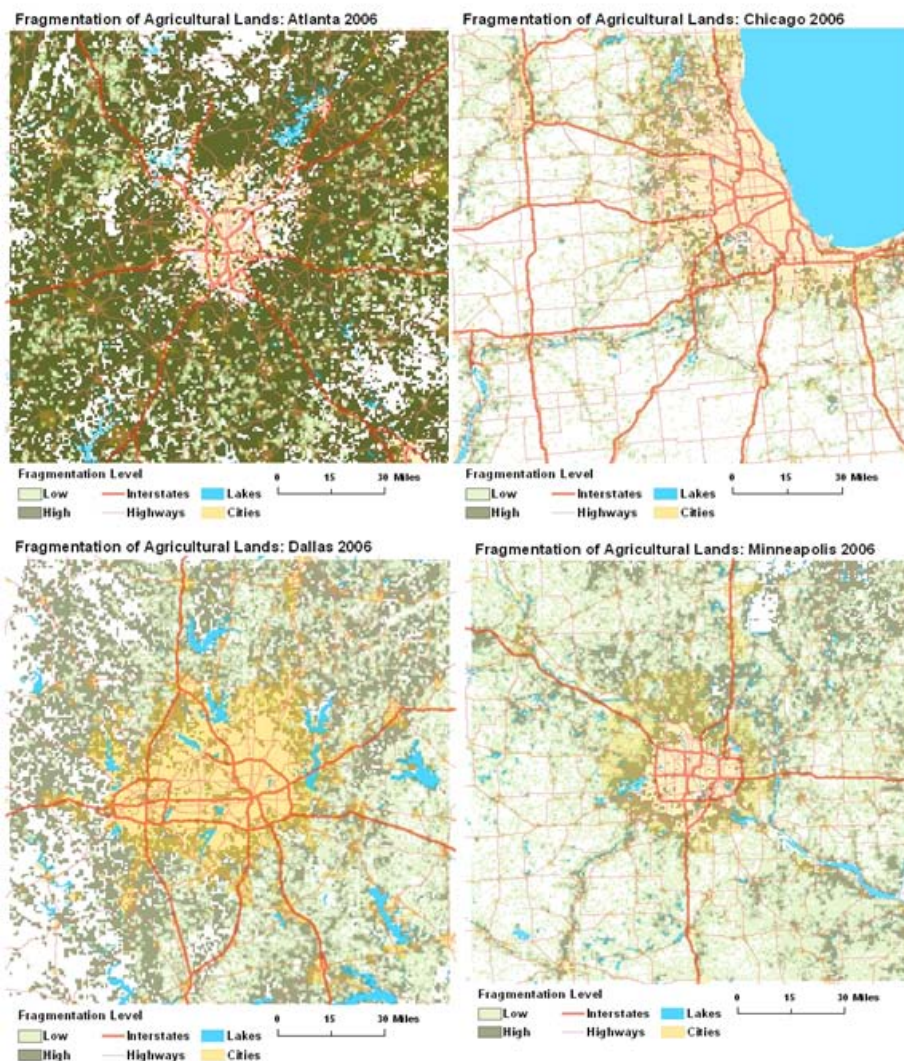 Fragmentation of Agricultural Lands: Atlanta 2006
Fragmentation of Agricultural Lands: Chicago 2006
Fragmentation Level
Low Interstates Lakes
High Highways Cities
0 15 30 Miles
Fragmentation Level
Low Interstates Lakes
High Highways Cities
0 15 30 Miles
Fragmentation of Agricultural Lands: Dallas 2006
Fragmentation of Agricultural Lands: Minneapolis 2006
Fragmentation Level
Low Interstates Lakes
High Highways Cities
0 15 30 Miles
Fragmentation Level
Low Interstates Lakes
High Highways Cities
0 15 30 Miles